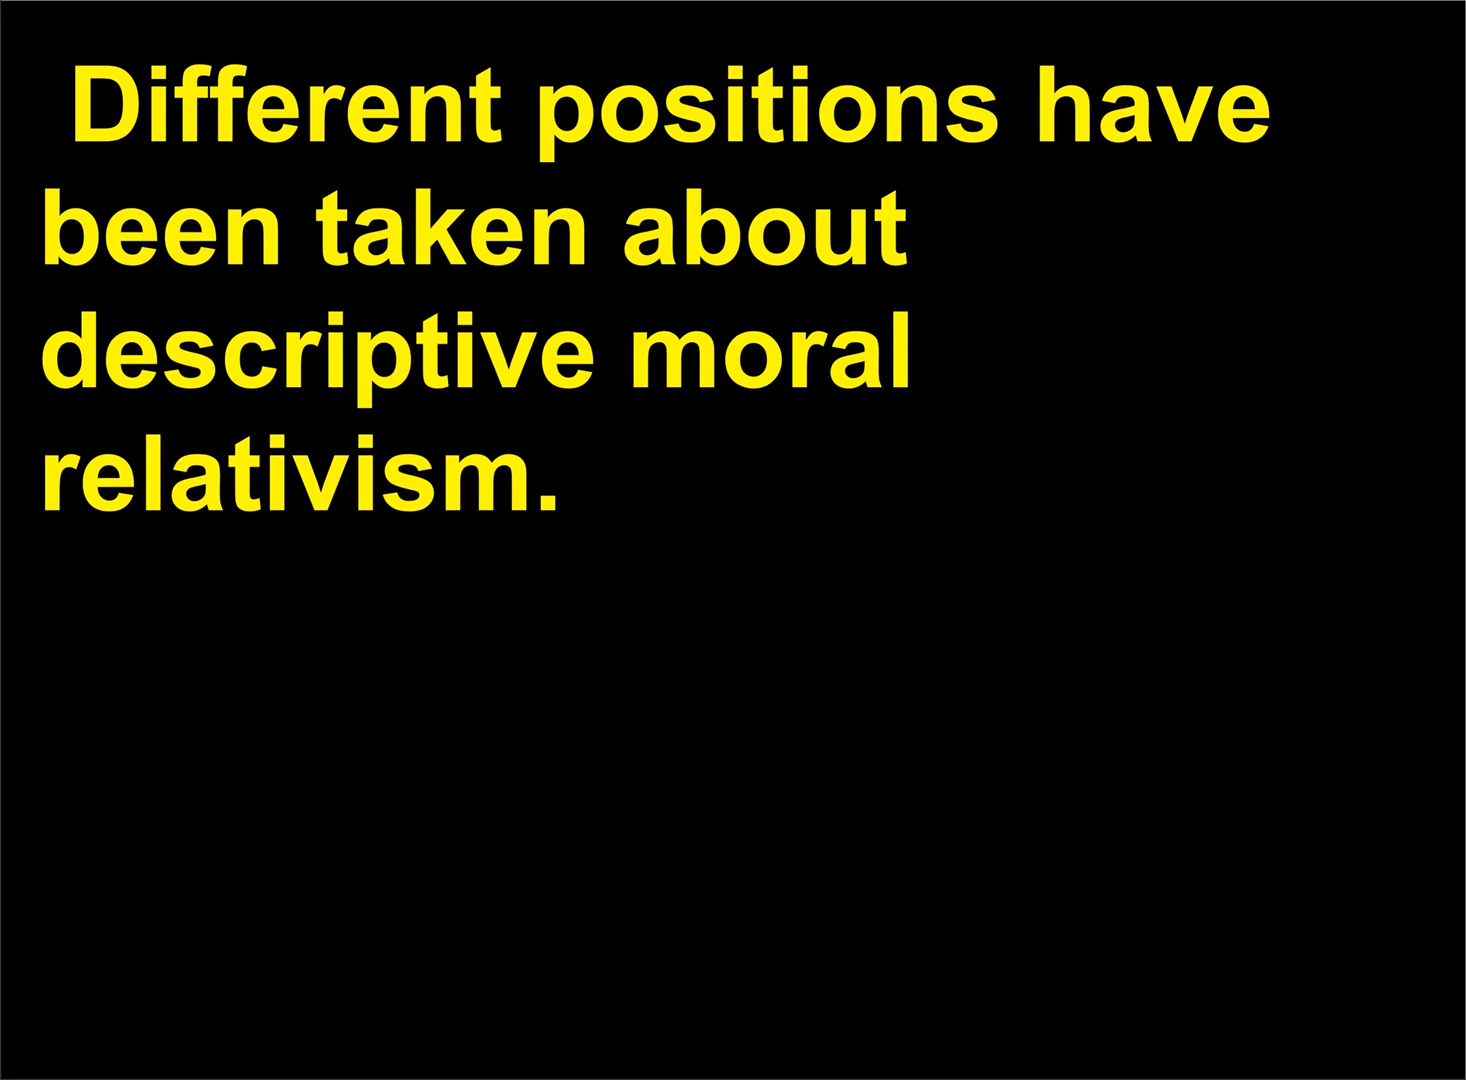 Different positions have
been taken about
descriptive moral
relativism.